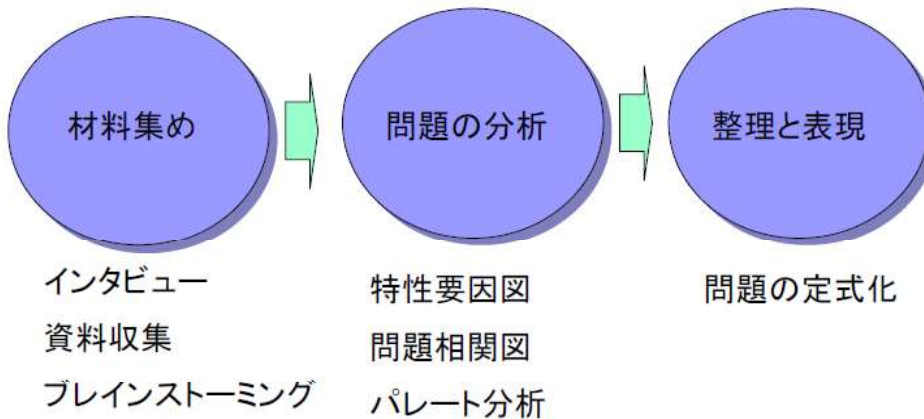 材料集め
問題の分析
整理と表現
インタビュー
資料収集
ブレインストーミング
特性要因図
問題相関図
パレート分析
問題の定式化